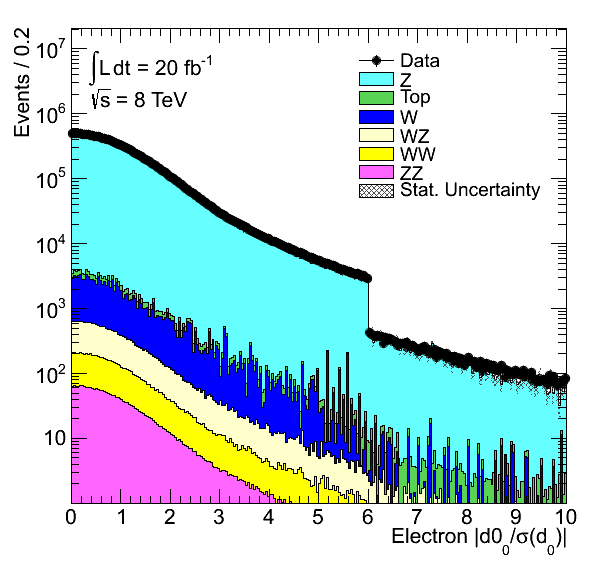 10⁷
10⁶
10⁵
10⁴
10³
10²
10
Events / 0.2
∫L dt = 20 fb⁻¹
√s = 8 TeV
Data
Z
Top
W
WZ
WW
ZZ
Stat. Uncertainty
0 1 2 3 4 5 6 7 8 9 10
Electron |d0₀/σ(d₀)|